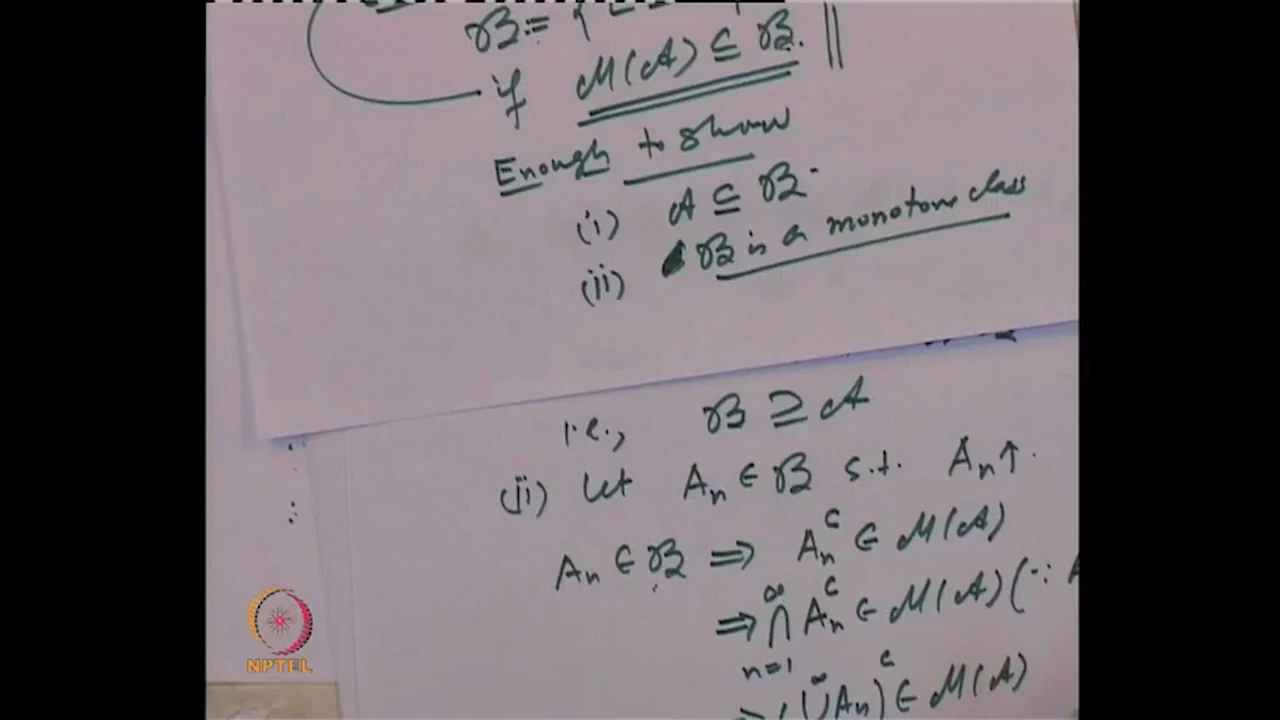 ℬ := {
if ℳ(𝒜) ⊆ ℬ. ||
Enough to show
(i) 𝒜 ⊆ ℬ.
(ii) ℬ is a monotone class
i.e., ℬ ⊇ 𝒜
(ii) Let Aₙ ∈ ℬ s.t. Aₙ↑.
Aₙ ∈ ℬ ⇒ Aₙᶜ ∈ ℳ(𝒜)
⇒ ∞⋂n=1 Aₙᶜ ∈ ℳ(𝒜) (∵ A
⇒ (∞⋃ Aₙ)ᶜ ∈ ℳ(𝒜)
NPTEL